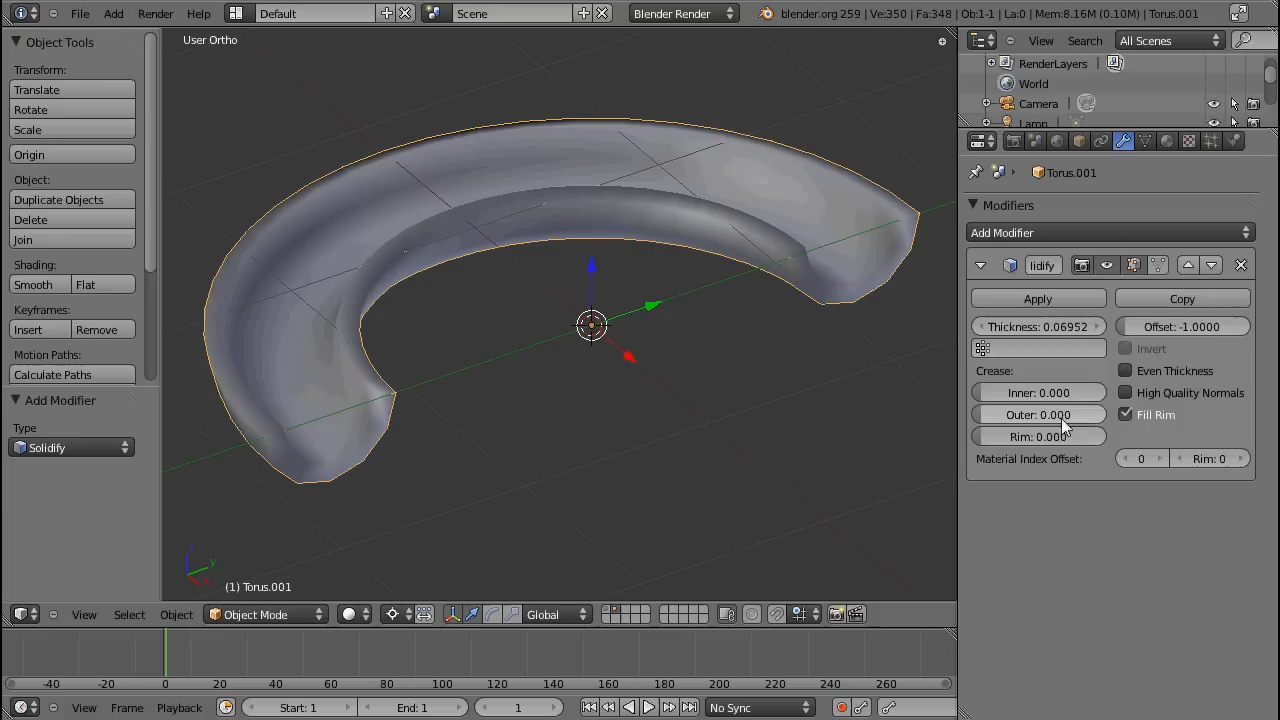 File Add Render Help Default Scene Blender Render blender.org 259 | Ve:350 | Fa:348 | Ob:1-1 | La:0 | Mem:8.16M (0.10M) | Torus.001
Object Tools
Transform:
Translate
Rotate
Scale
Origin
Object:
Duplicate Objects
Delete
Join
Shading:
Smooth Flat
Keyframes:
Insert Remove
Motion Paths:
Calculate Paths
Add Modifier
Type
Solidify
User Ortho
z
y
x
(1) Torus.001
View Select Object Object Mode Global
-40 -20 0 20 40 60 80 100 120 140 160 180 200 220 240 260
View Frame Playback Start: 1 End: 1 1 No Sync
View Search All Scenes
RenderLayers
World
Camera
Lamp
Torus.001
Modifiers
Add Modifier
lidify
Apply Copy
Thickness: 0.06952 Offset: -1.0000
Invert
Crease: Even Thickness
Inner: 0.000 High Quality Normals
Outer: 0.000 Fill Rim
Rim: 0.000
Material Index Offset: 0 Rim: 0